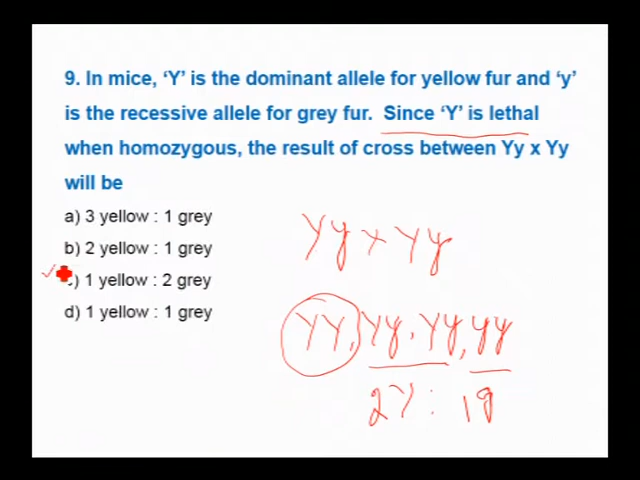 9. In mice, ‘Y’ is the dominant allele for yellow fur and ‘y’
is the recessive allele for grey fur. Since ‘Y’ is lethal
when homozygous, the result of cross between Yy x Yy
will be
a) 3 yellow : 1 grey
b) 2 yellow : 1 grey
c) 1 yellow : 2 grey
d) 1 yellow : 1 grey
Yy x Yy
YY, Yy, Yy, yy
2Y : 1g